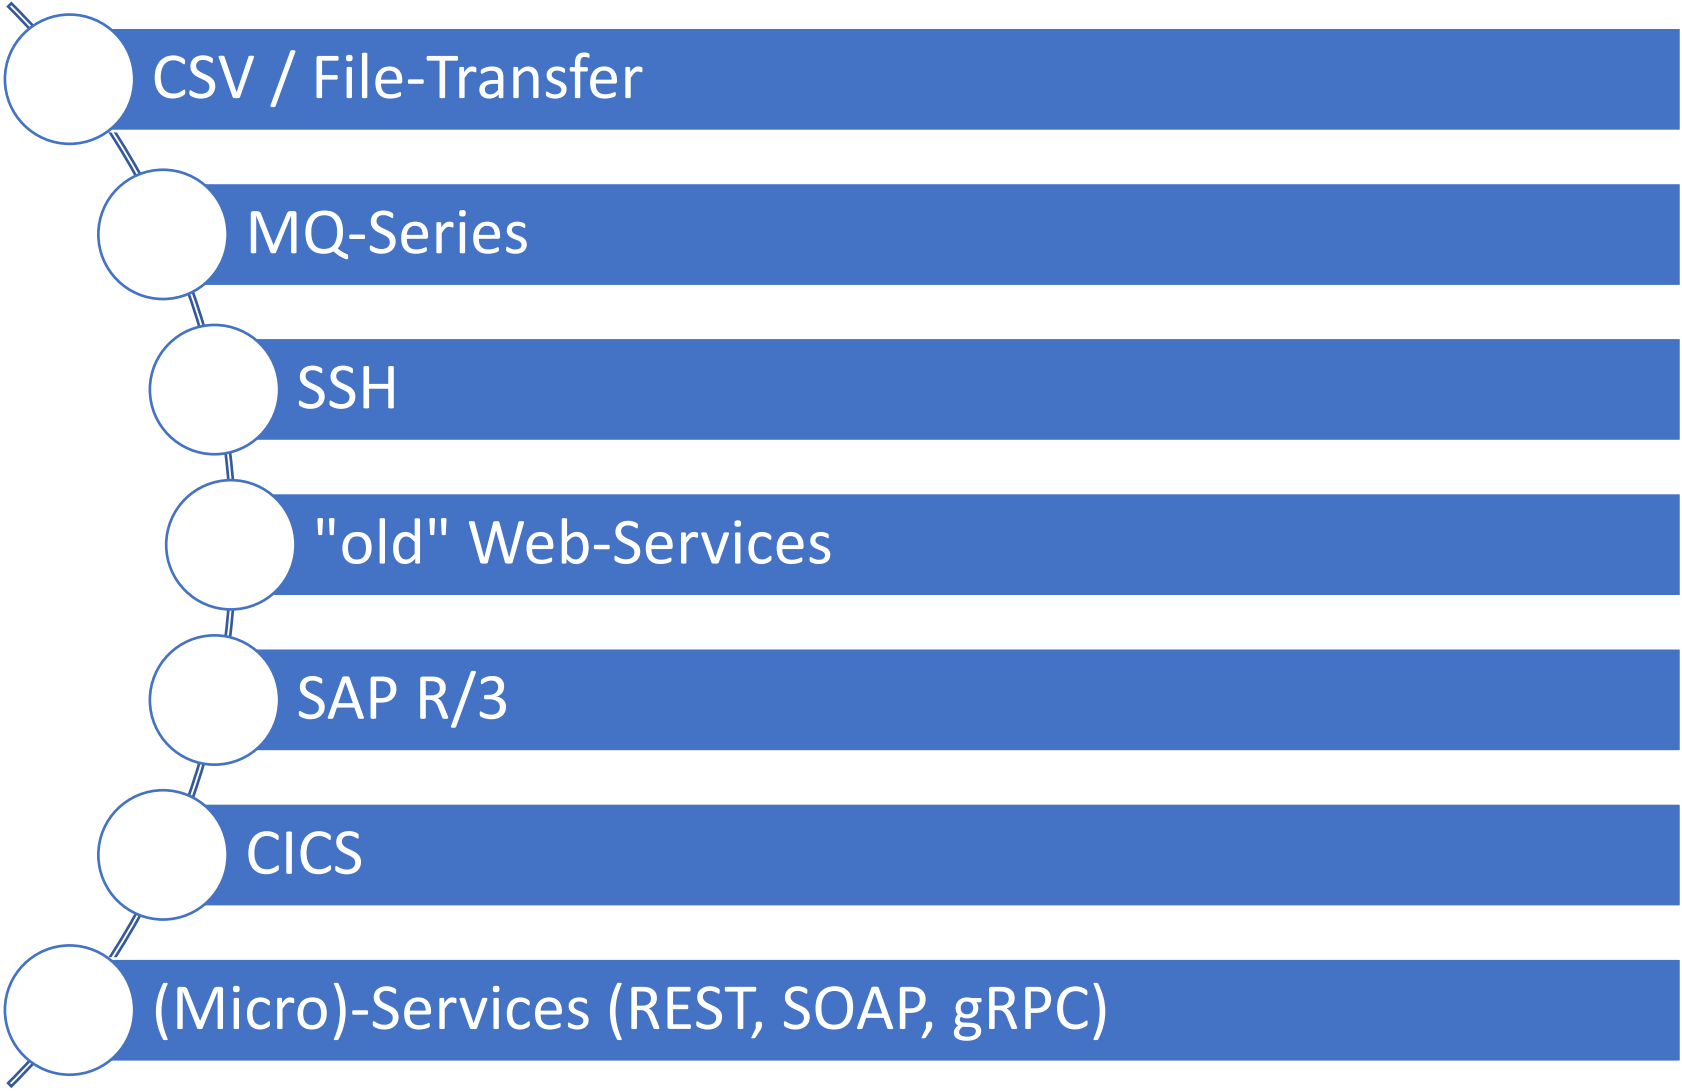 CSV / File-Transfer
MQ-Series
SSH
"old" Web-Services
SAP R/3
CICS
(Micro)-Services (REST, SOAP, gRPC)